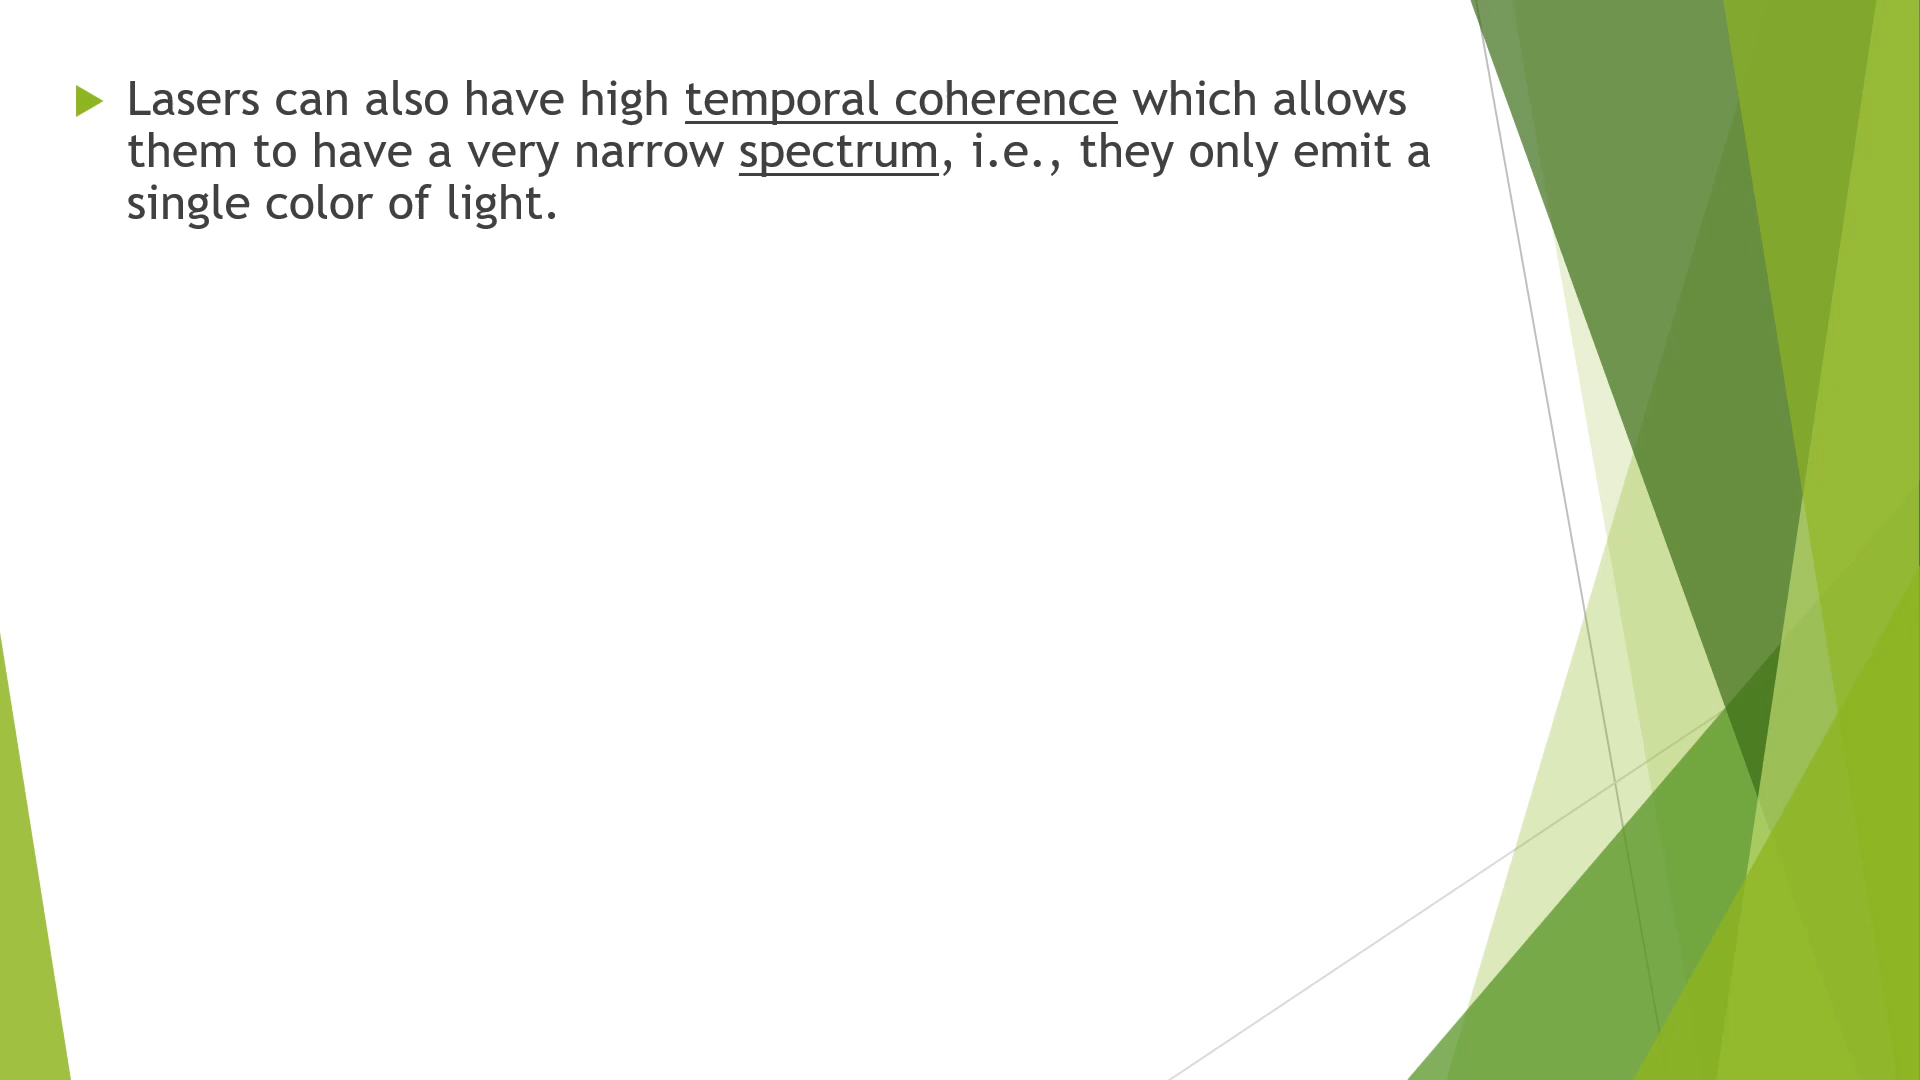 Lasers can also have high temporal coherence which allows
them to have a very narrow spectrum, i.e., they only emit a
single color of light.